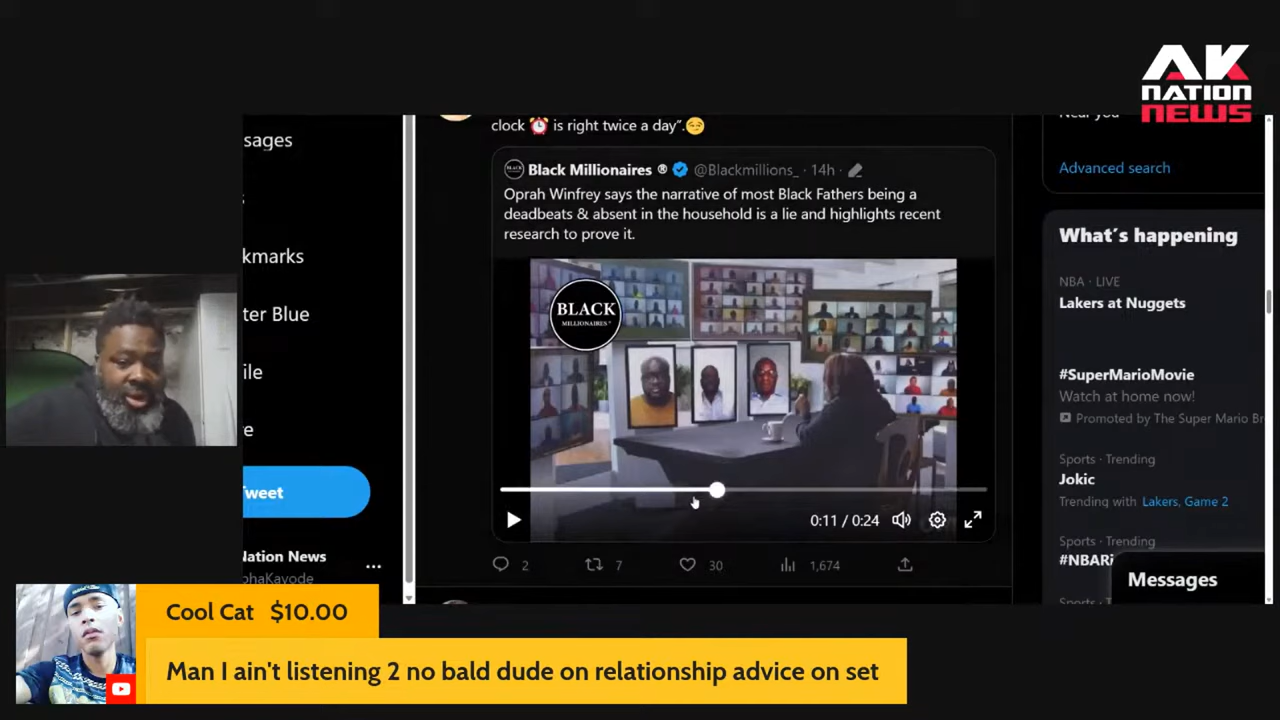 AK
NATION
NEWS
sages
kmarks
ter Blue
ile
e
Tweet
Nation News
phaKayode
clock ⏰ is right twice a day”.😏
Black Millionaires ® @Blackmillions_ · 14h ·
Oprah Winfrey says the narrative of most Black Fathers being a
deadbeats & absent in the household is a lie and highlights recent
research to prove it.
BLACK
MILLIONAIRES
0:11 / 0:24
2 7 30 1,674
Near you
Advanced search
What's happening
NBA · LIVE
Lakers at Nuggets
#SuperMarioMovie
Watch at home now!
Promoted by The Super Mario Br
Sports · Trending
Jokic
Trending with Lakers, Game 2
Sports · Trending
#NBARi
Messages
Cool Cat $10.00
Man I ain't listening 2 no bald dude on relationship advice on set